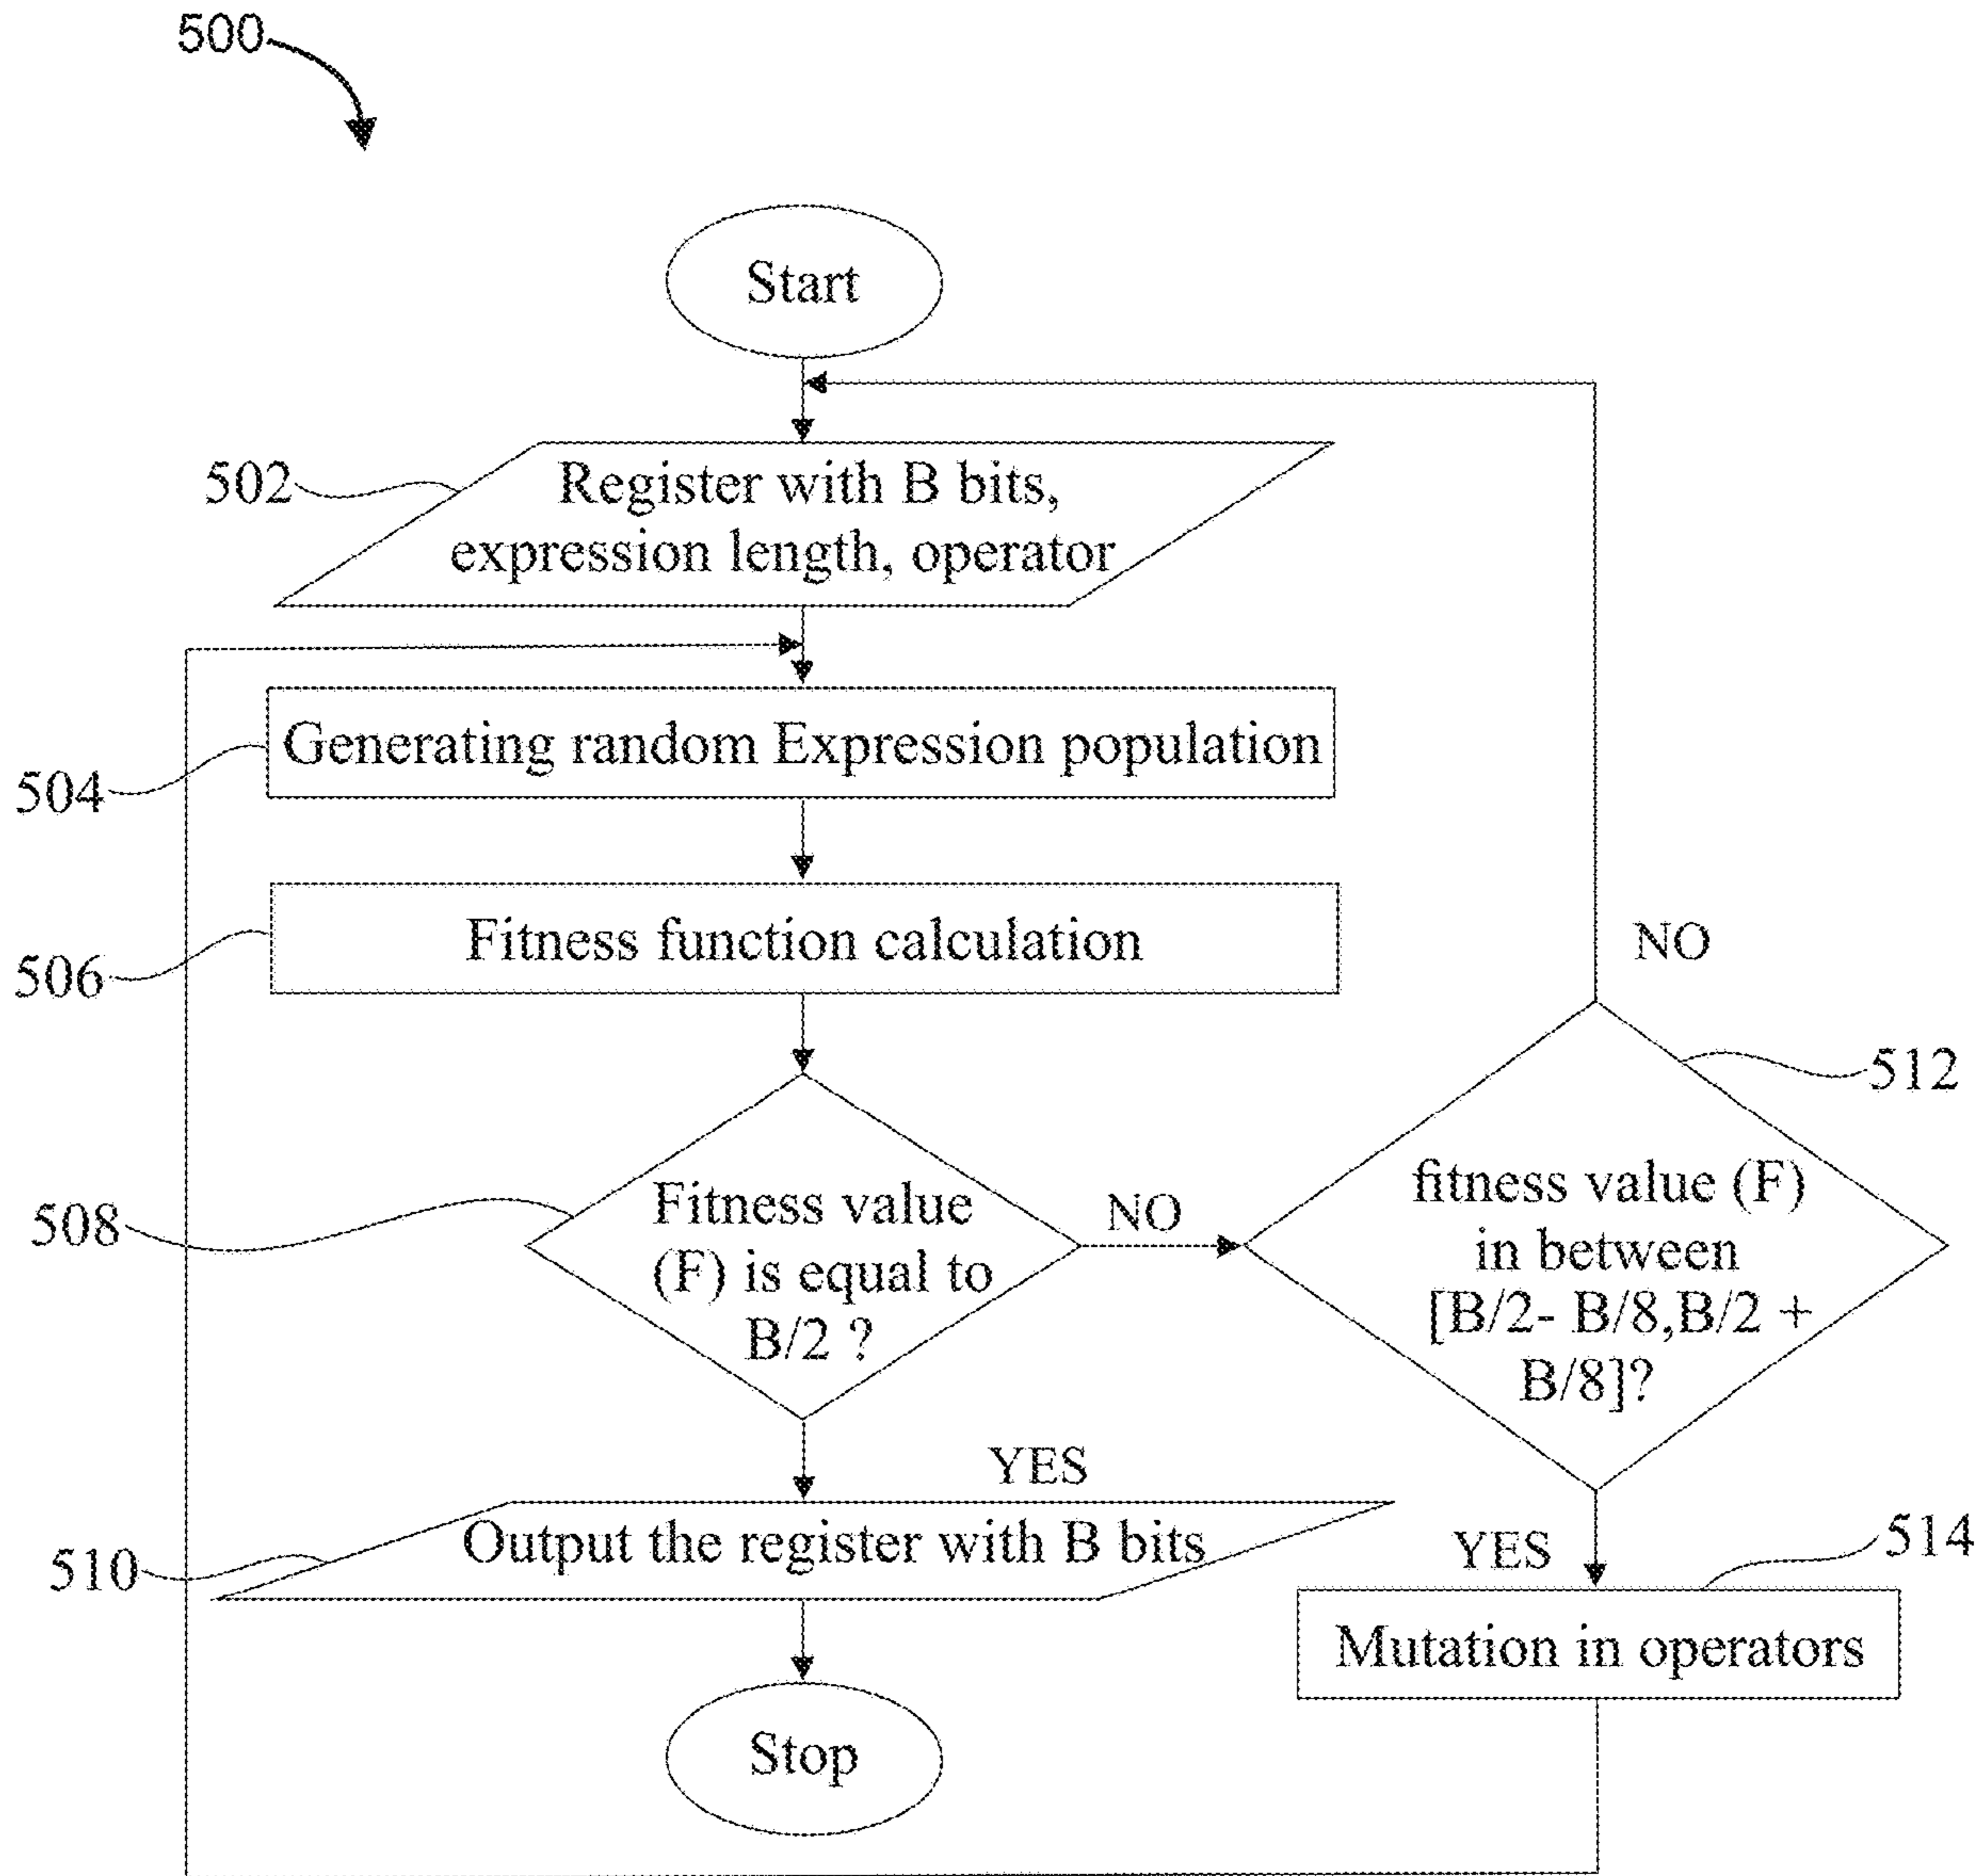 500
Start
502
Register with B bits,
expression length, operator
504
Generating random Expression population
506
Fitness function calculation
NO
512
508
Fitness value
(F) is equal to
B/2 ?
NO
fitness value (F)
in between
[B/2- B/8,B/2 +
B/8]?
YES
510
Output the register with B bits
YES
514
Mutation in operators
Stop